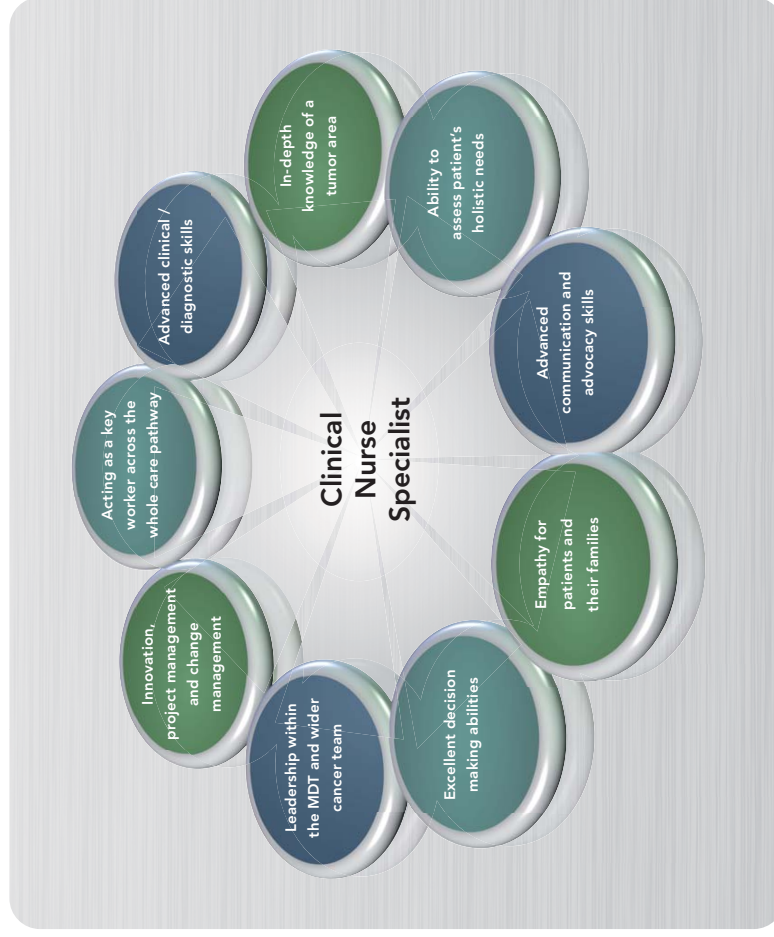 Acting as a key
worker across the
whole care pathway
Advanced clinical /
diagnostic skills
In-depth
knowledge of a
tumor area
Ability to
assess patient's
holistic needs
Advanced
communication and
advocacy skills
Empathy for
patients and
their families
Excellent decision
making abilities
Leadership within
the MDT and wider
cancer team
Innovation,
project management
and change
management
Clinical
Nurse
Specialist